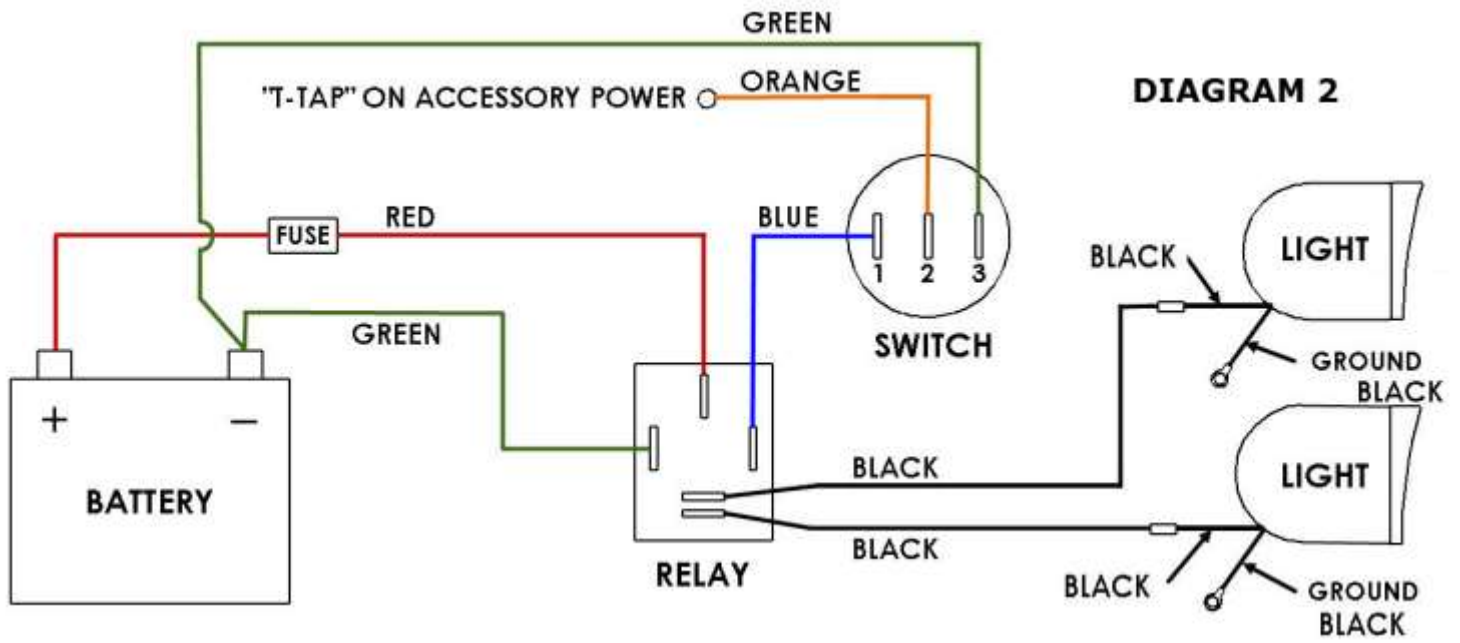 GREEN
"T-TAP" ON ACCESSORY POWER
ORANGE
DIAGRAM 2
FUSE
RED
BLUE
1 2 3
SWITCH
BLACK
LIGHT
GROUND
BLACK
GREEN
+ −
BATTERY
RELAY
BLACK
BLACK
LIGHT
BLACK
GROUND
BLACK